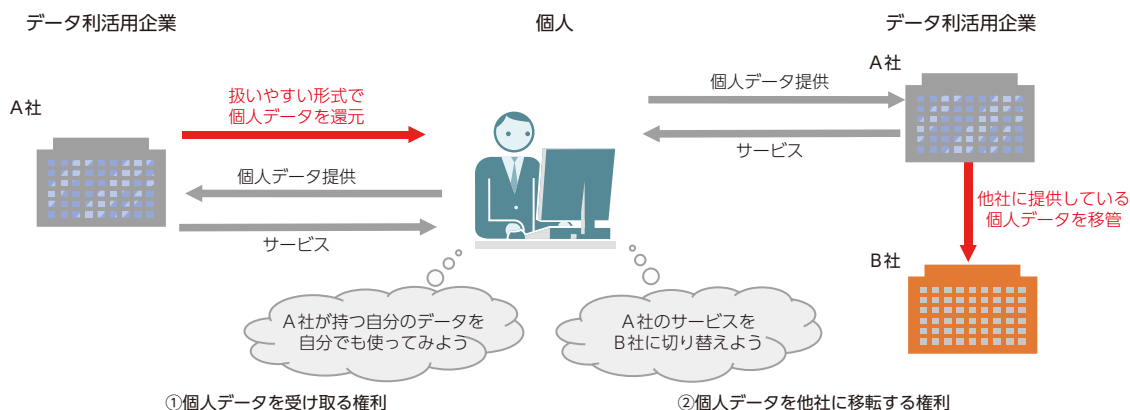 データ利活用企業
個人
データ利活用企業
A社
扱いやすい形式で
個人データを還元
個人データ提供
サービス
A社
個人データ提供
サービス
他社に提供している
個人データを移管
B社
A社が持つ自分のデータを
自分でも使ってみよう
A社のサービスを
B社に切り替えよう
①個人データを受け取る権利
②個人データを他社に移転する権利